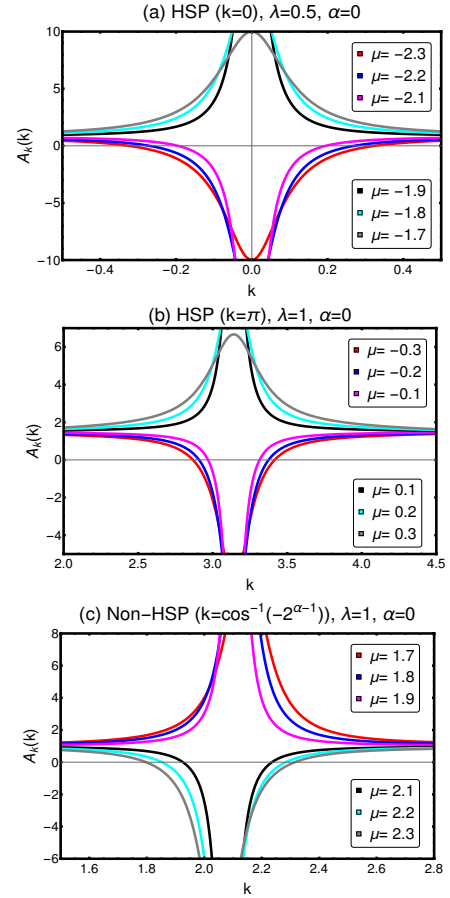 (a) HSP (k=0), λ=0.5, α=0
10
5
0
−5
−10
A_k(k)
μ= −2.3
μ= −2.2
μ= −2.1
μ= −1.9
μ= −1.8
μ= −1.7
−0.4 −0.2 0.0 0.2 0.4
k
(b) HSP (k=π), λ=1, α=0
6
4
2
0
−2
−4
A_k(k)
μ= −0.3
μ= −0.2
μ= −0.1
μ= 0.1
μ= 0.2
μ= 0.3
2.0 2.5 3.0 3.5 4.0 4.5
k
(c) Non−HSP (k=cos⁻¹(−2^{α−1})), λ=1, α=0
8
6
4
2
0
−2
−4
−6
A_k(k)
μ= 1.7
μ= 1.8
μ= 1.9
μ= 2.1
μ= 2.2
μ= 2.3
1.6 1.8 2.0 2.2 2.4 2.6 2.8
k